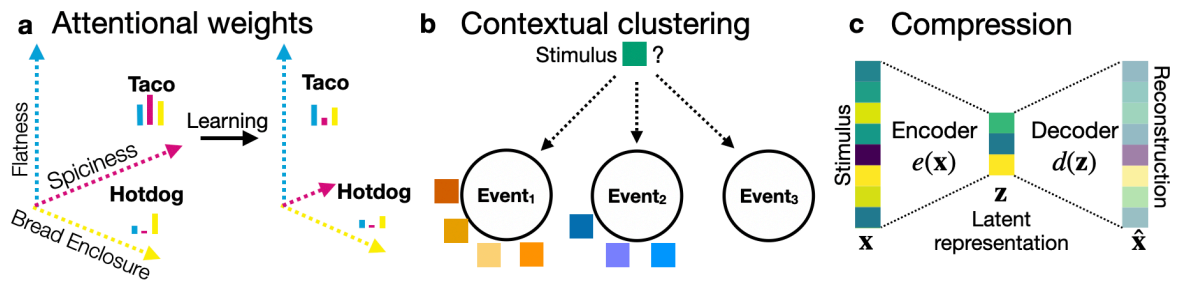 a Attentional weights
Flatness
Taco
Spiciness
Hotdog
Bread Enclosure
Learning
Taco
Hotdog
b Contextual clustering
Stimulus ?
Event₁
Event₂
Event₃
c Compression
Stimulus
x
Encoder
e(x)
z
Latent
representation
Decoder
d(z)
Reconstruction
x̂